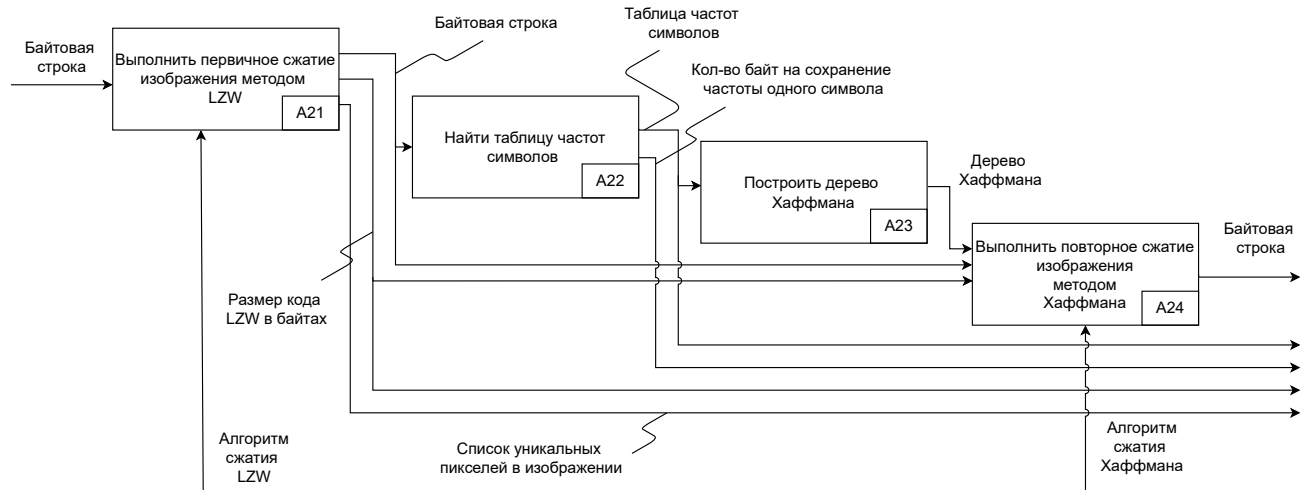 Байтовая
строка
Выполнить первичное сжатие
изображения методом
LZW
A21
Байтовая строка
Таблица частот
символов
Кол-во байт на сохранение
частоты одного символа
Найти таблицу частот
символов
A22
Построить дерево
Хаффмана
A23
Дерево
Хаффмана
Выполнить повторное сжатие
изображения
методом
Хаффмана
A24
Байтовая
строка
Размер кода
LZW в байтах
Алгоритм
сжатия
LZW
Список уникальных
пикселей в изображении
Алгоритм
сжатия
Хаффмана